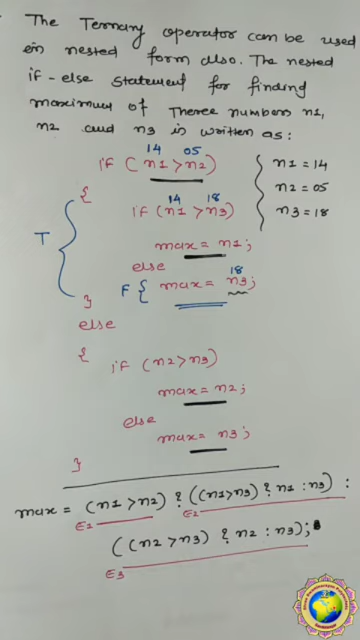 The Ternary operator can be used
in nested form also. The nested
if-else statement for finding
maximum of Theree numbers n1,
n2 and n3 is written as:
14 05
if (n1>n2)
n1=14
{
n2=05
14 18
if(n1>n3)
n3=18
T
max = n1;
else
18
F { max = n3;
}
else
{ if (n2>n3)
max = n2;
else
max = n3;
}
max = (n1>n2) ? ((n1>n3) ? n1 : n3) :
E1 E2
((n2>n3) ? n2 : n3);
E3